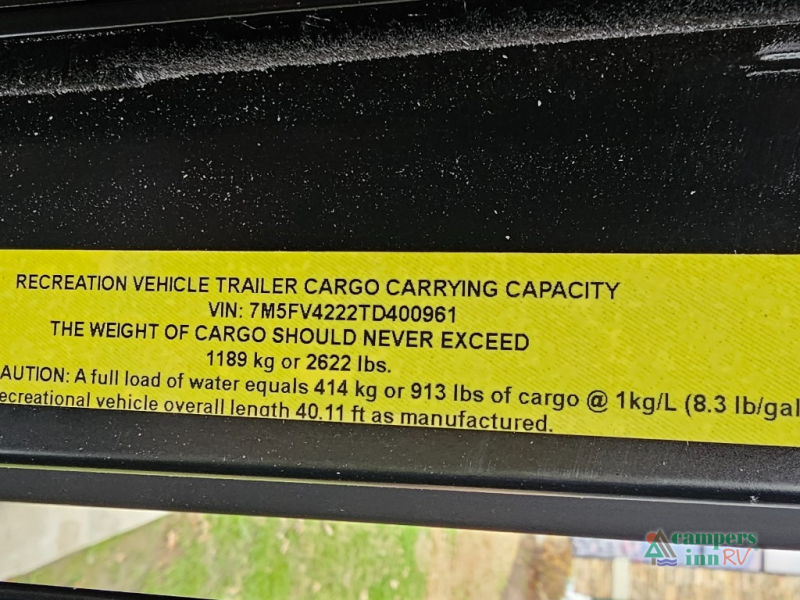 RECREATION VEHICLE TRAILER CARGO CARRYING CAPACITY
VIN: 7M5FV4222TD400961
THE WEIGHT OF CARGO SHOULD NEVER EXCEED
1189 kg or 2622 lbs.
AUTION: A full load of water equals 414 kg or 913 lbs of cargo @ 1kg/L (8.3 lb/gal
ecreational vehicle overall length 40.11 ft as manufactured.
campers
inn RV